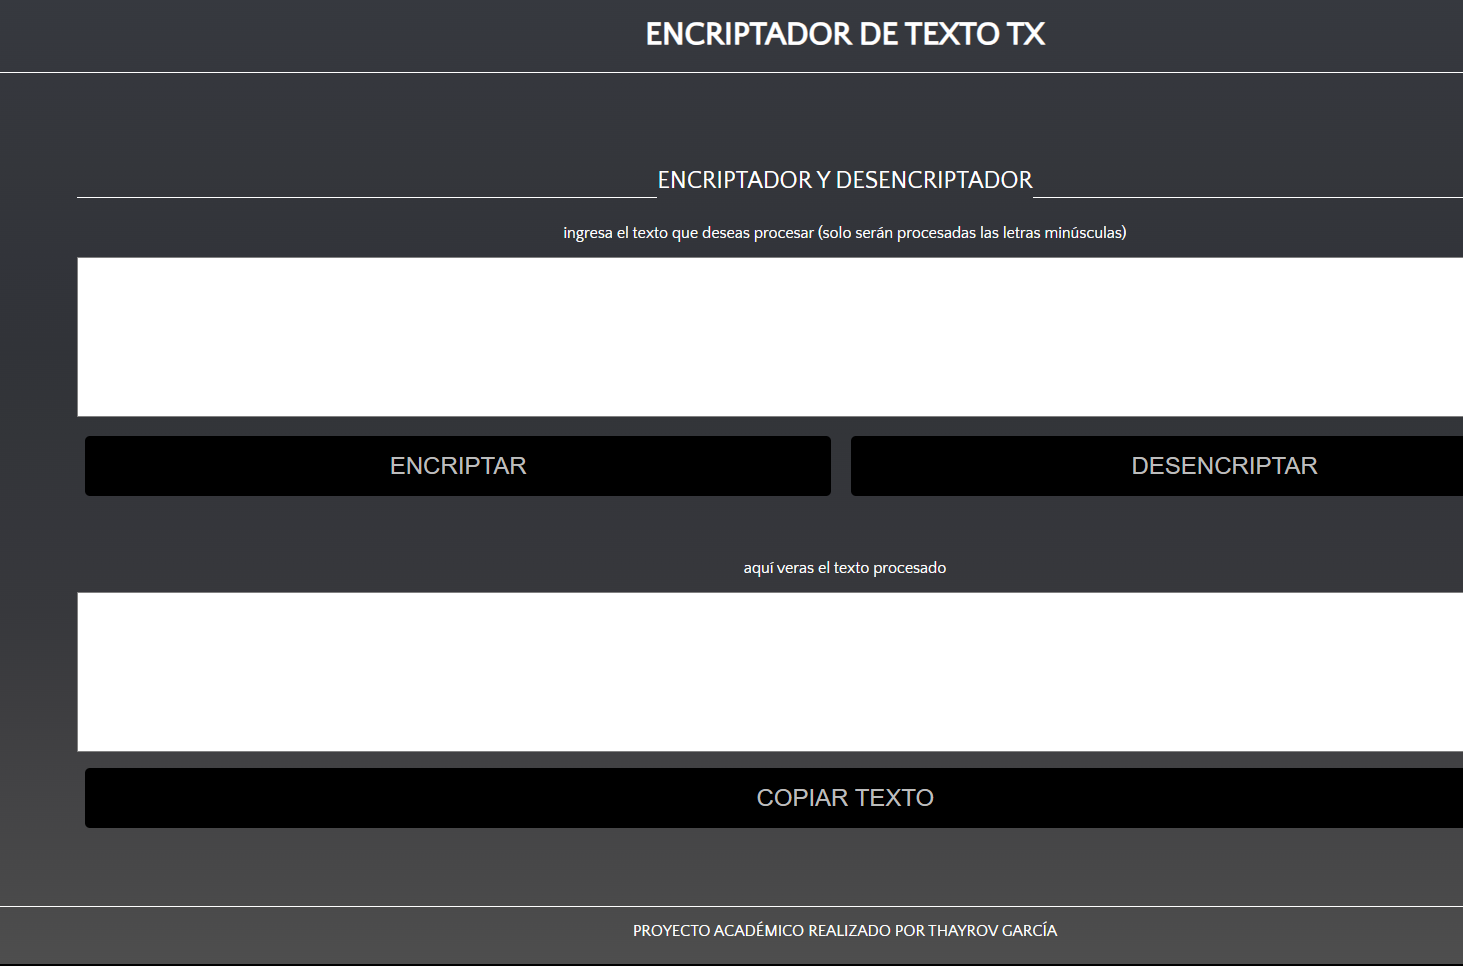 ENCRIPTADOR DE TEXTO TX
ENCRIPTADOR Y DESENCRIPTADOR
ingresa el texto que deseas procesar (solo serán procesadas las letras minúsculas)
ENCRIPTAR
DESENCRIPTAR
aquí veras el texto procesado
COPIAR TEXTO
PROYECTO ACADÉMICO REALIZADO POR THAYROV GARCÍA